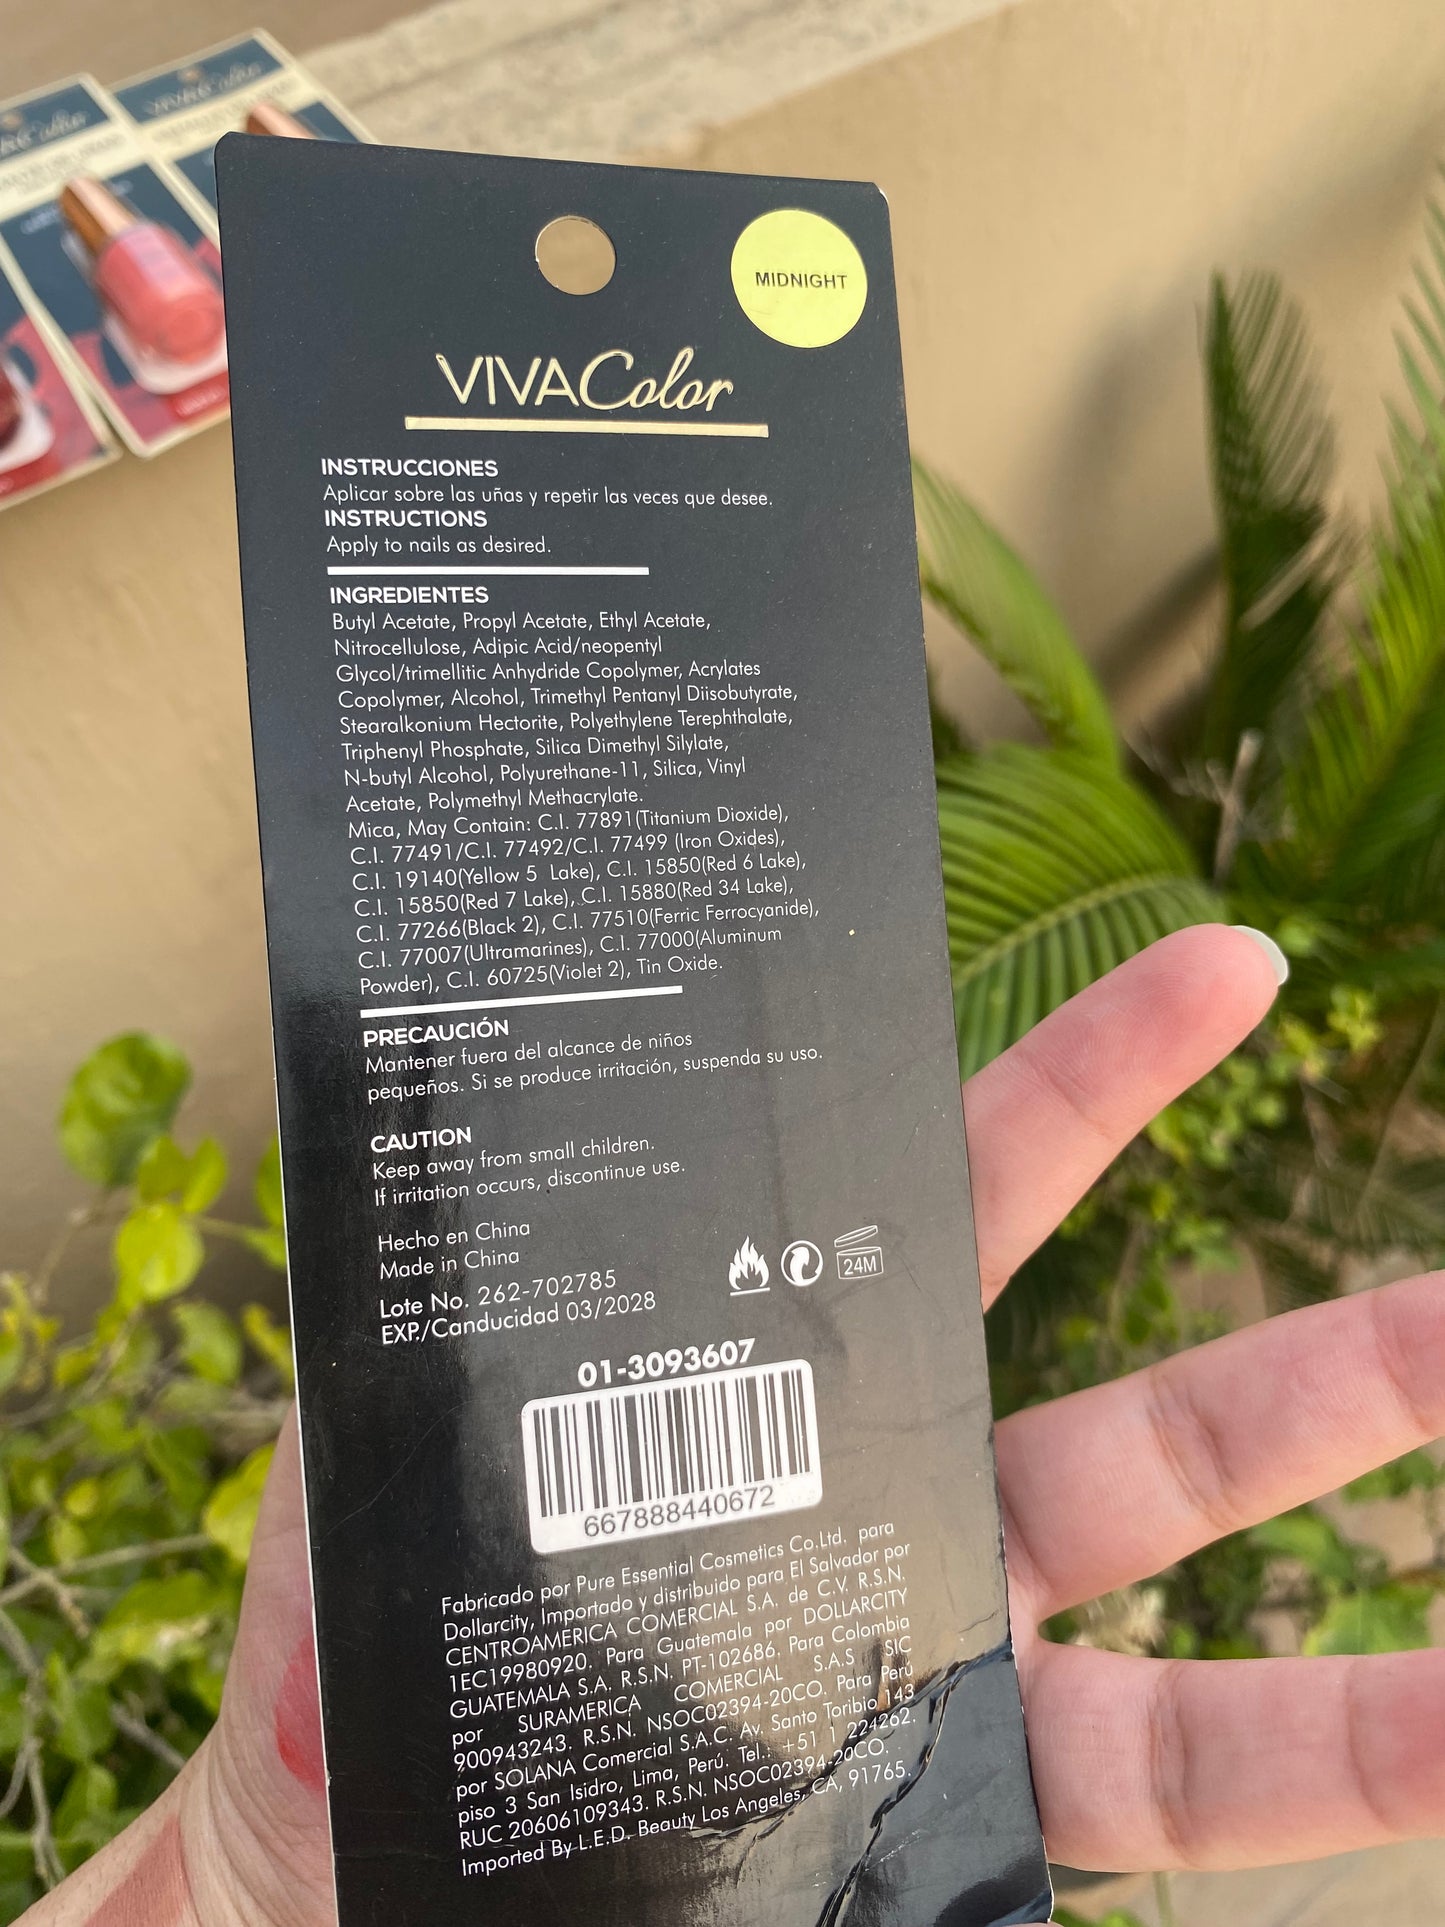 MIDNIGHT
VIVAColor
INSTRUCCIONES
Aplicar sobre las uñas y repetir las veces que desee.
INSTRUCTIONS
Apply to nails as desired.
INGREDIENTES
Butyl Acetate, Propyl Acetate, Ethyl Acetate,
Nitrocellulose, Adipic Acid/neopentyl
Glycol/trimellitic Anhydride Copolymer, Acrylates
Copolymer, Alcohol, Trimethyl Pentanyl Diisobutyrate,
Stearalkonium Hectorite, Polyethylene Terephthalate,
Triphenyl Phosphate, Silica Dimethyl Silylate,
N-butyl Alcohol, Polyurethane-11, Silica, Vinyl
Acetate, Polymethyl Methacrylate.
Mica, May Contain: C.I. 77891(Titanium Dioxide),
C.I. 77491/C.I. 77492/C.I. 77499 (Iron Oxides),
C.I. 19140(Yellow 5 Lake), C.I. 15850(Red 6 Lake),
C.I. 15850(Red 7 Lake), C.I. 15880(Red 34 Lake),
C.I. 77266(Black 2), C.I. 77510(Ferric Ferrocyanide),
C.I. 77007(Ultramarines), C.I. 77000(Aluminum
Powder), C.I. 60725(Violet 2), Tin Oxide.
PRECAUCIÓN
Mantener fuera del alcance de niños
pequeños. Si se produce irritación, suspenda su uso.
CAUTION
Keep away from small children.
If irritation occurs, discontinue use.
Hecho en China
Made in China
Lote No. 262-702785
EXP./Canducidad 03/2028
24M
01-3093607
667888440672
Fabricado por Pure Essential Cosmetics Co.Ltd. para
Dollarcity, Importado y distribuido para El Salvador por
CENTROAMERICA COMERCIAL S.A. de C.V. R.S.N.
1EC19980920. Para Guatemala por DOLLARCITY
GUATEMALA S.A. R.S.N. PT-102686. Para Colombia
por SURAMERICA COMERCIAL S.A.S SIC
900943243. R.S.N. NSOC02394-20CO. Para Perú
por SOLANA Comercial S.A.C. Av. Santo Toribio 143
piso 3 San Isidro, Lima, Perú. Tel.: +51 1 224262.
RUC 20606109343. R.S.N. NSOC02394-20CO.
Imported By L.E.D. Beauty Los Angeles, CA, 91765.